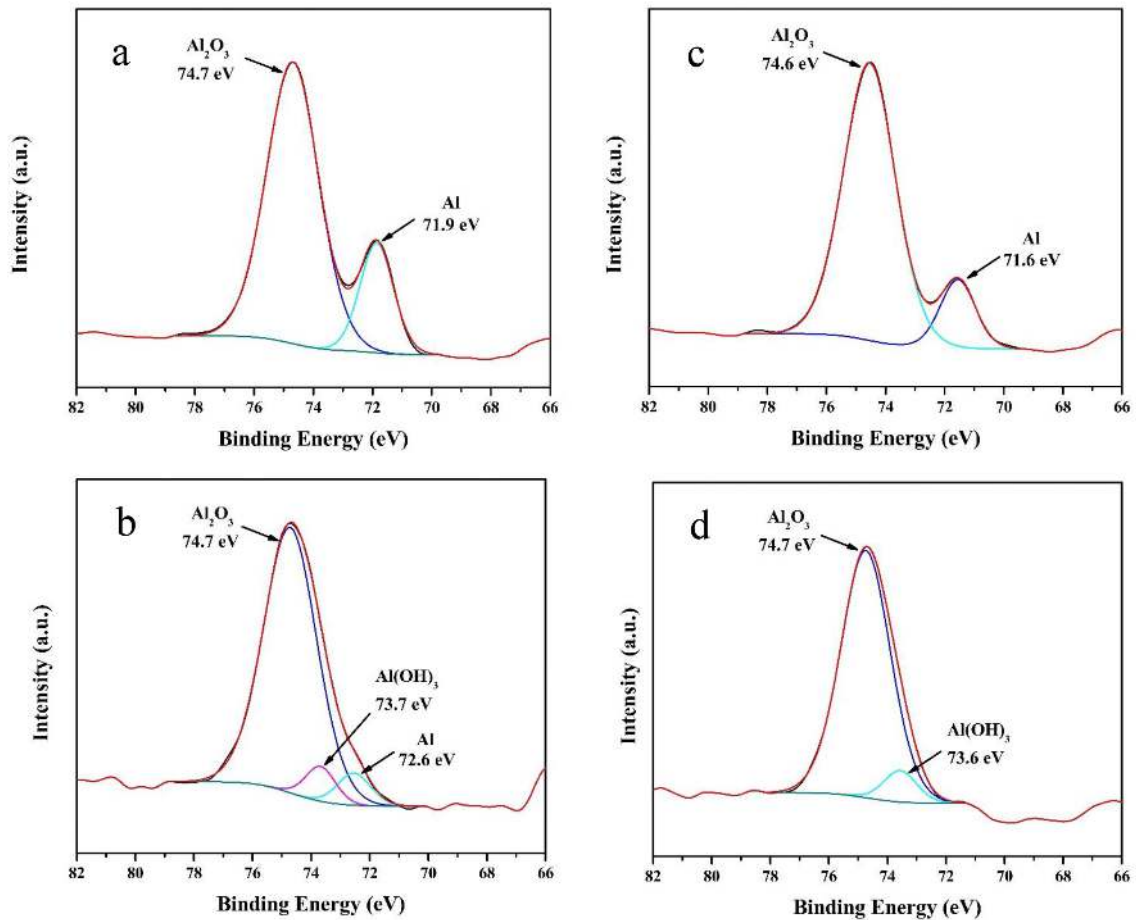 a
Al₂O₃
74.7 eV
Al
71.9 eV
Intensity (a.u.)
82 80 78 76 74 72 70 68 66
Binding Energy (eV)
c
Al₂O₃
74.6 eV
Al
71.6 eV
Intensity (a.u.)
82 80 78 76 74 72 70 68 66
Binding Energy (eV)
b
Al₂O₃
74.7 eV
Al(OH)₃
73.7 eV
Al
72.6 eV
Intensity (a.u.)
82 80 78 76 74 72 70 68 66
Binding Energy (eV)
d
Al₂O₃
74.7 eV
Al(OH)₃
73.6 eV
Intensity (a.u.)
82 80 78 76 74 72 70 68 66
Binding Energy (eV)